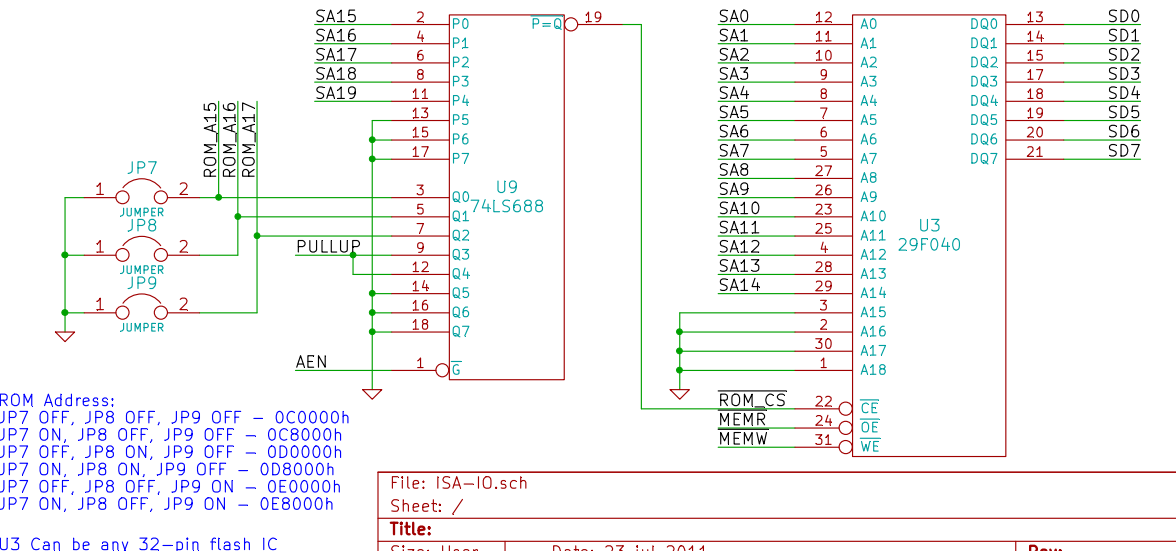 SA15 2 P0
SA16 4 P1
SA17 6 P2
SA18 8 P3
SA19 11 P4
13 P5
15 P6
17 P7
P=Q 19
ROM_A15
ROM_A16
ROM_A17
JP7
1 2
JUMPER
JP8
1 2
JUMPER
JP9
1 2
JUMPER
3 Q0
5 Q1
7 Q2
PULLUP 9 Q3
12 Q4
14 Q5
16 Q6
18 Q7
AEN 1 G
U9
74LS688
SA0 12 A0 DQ0 13 SD0
SA1 11 A1 DQ1 14 SD1
SA2 10 A2 DQ2 15 SD2
SA3 9 A3 DQ3 17 SD3
SA4 8 A4 DQ4 18 SD4
SA5 7 A5 DQ5 19 SD5
SA6 6 A6 DQ6 20 SD6
SA7 5 A7 DQ7 21 SD7
SA8 27 A8
SA9 26 A9
SA10 23 A10
SA11 25 A11
SA12 4 A12
SA13 28 A13
SA14 29 A14
3 A15
2 A16
30 A17
1 A18
ROM_CS 22 CE
MEMR 24 OE
MEMW 31 WE
U3
29F040
ROM Address:
JP7 OFF, JP8 OFF, JP9 OFF – 0C0000h
JP7 ON, JP8 OFF, JP9 OFF – 0C8000h
JP7 OFF, JP8 ON, JP9 OFF – 0D0000h
JP7 ON, JP8 ON, JP9 OFF – 0D8000h
JP7 OFF, JP8 OFF, JP9 ON – 0E0000h
JP7 ON, JP8 OFF, JP9 ON – 0E8000h
U3 Can be any 32–pin flash IC
File: ISA–IO.sch
Sheet: /
Title:
Size: User Date: 23 jul 2011 Rev: